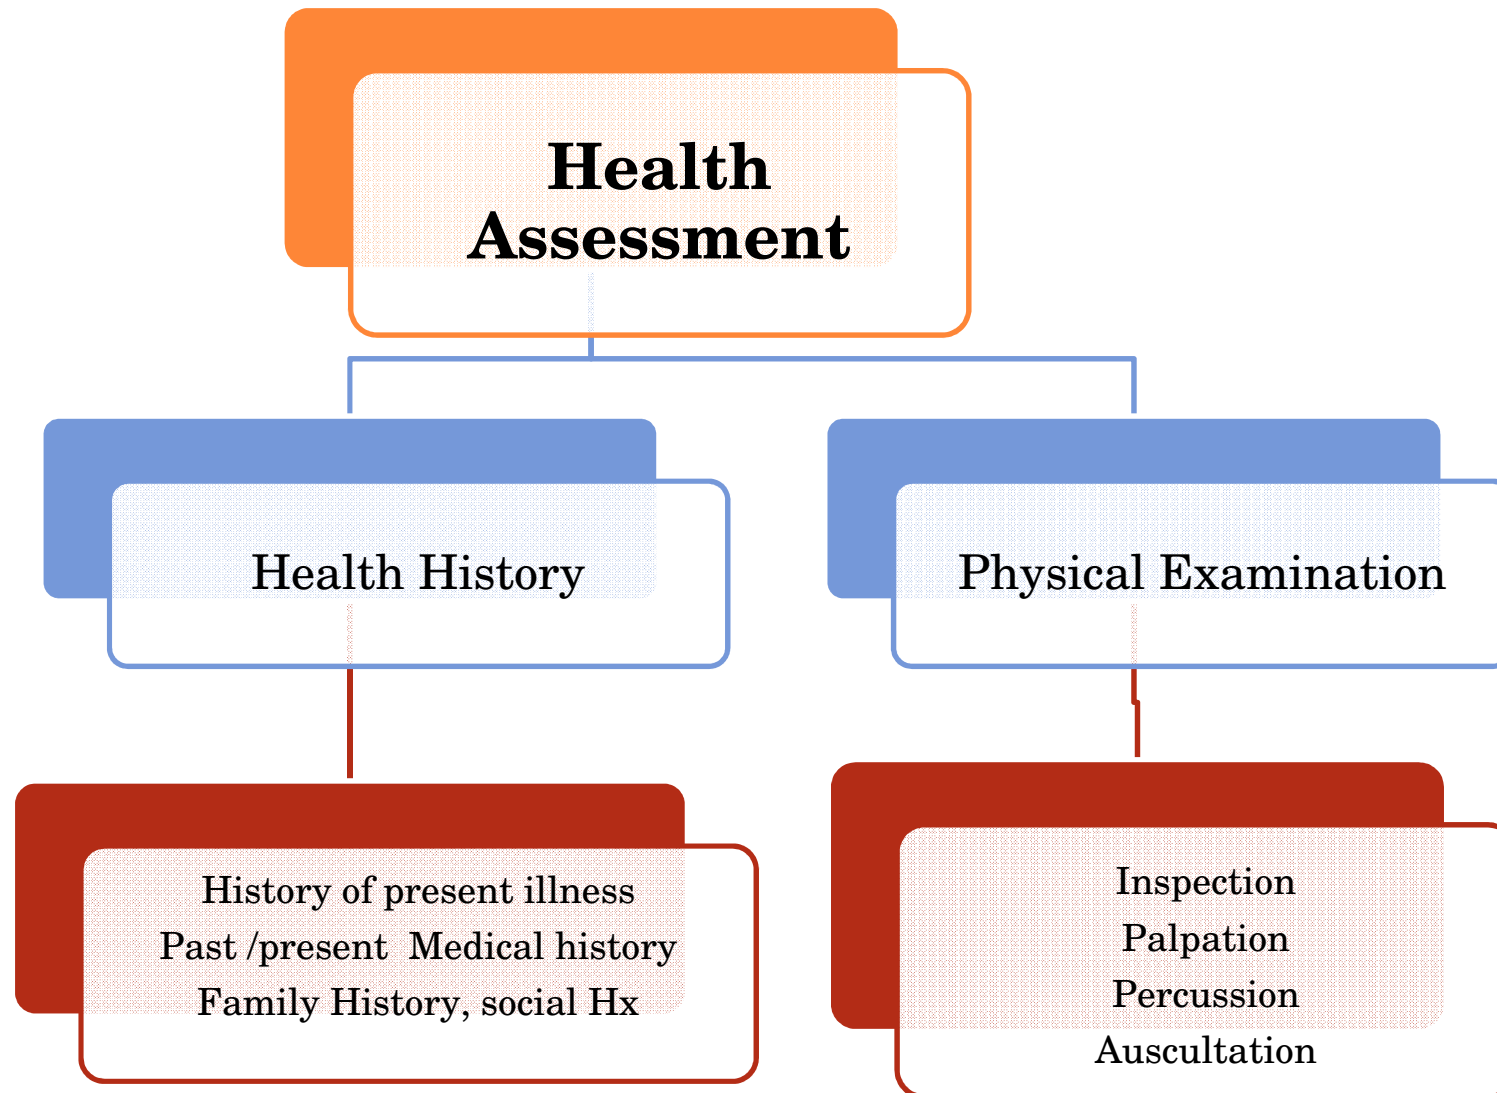 Health
Assessment
Health History
Physical Examination
History of present illness
Past /present  Medical history
Family History, social Hx
Inspection
Palpation
Percussion
Auscultation